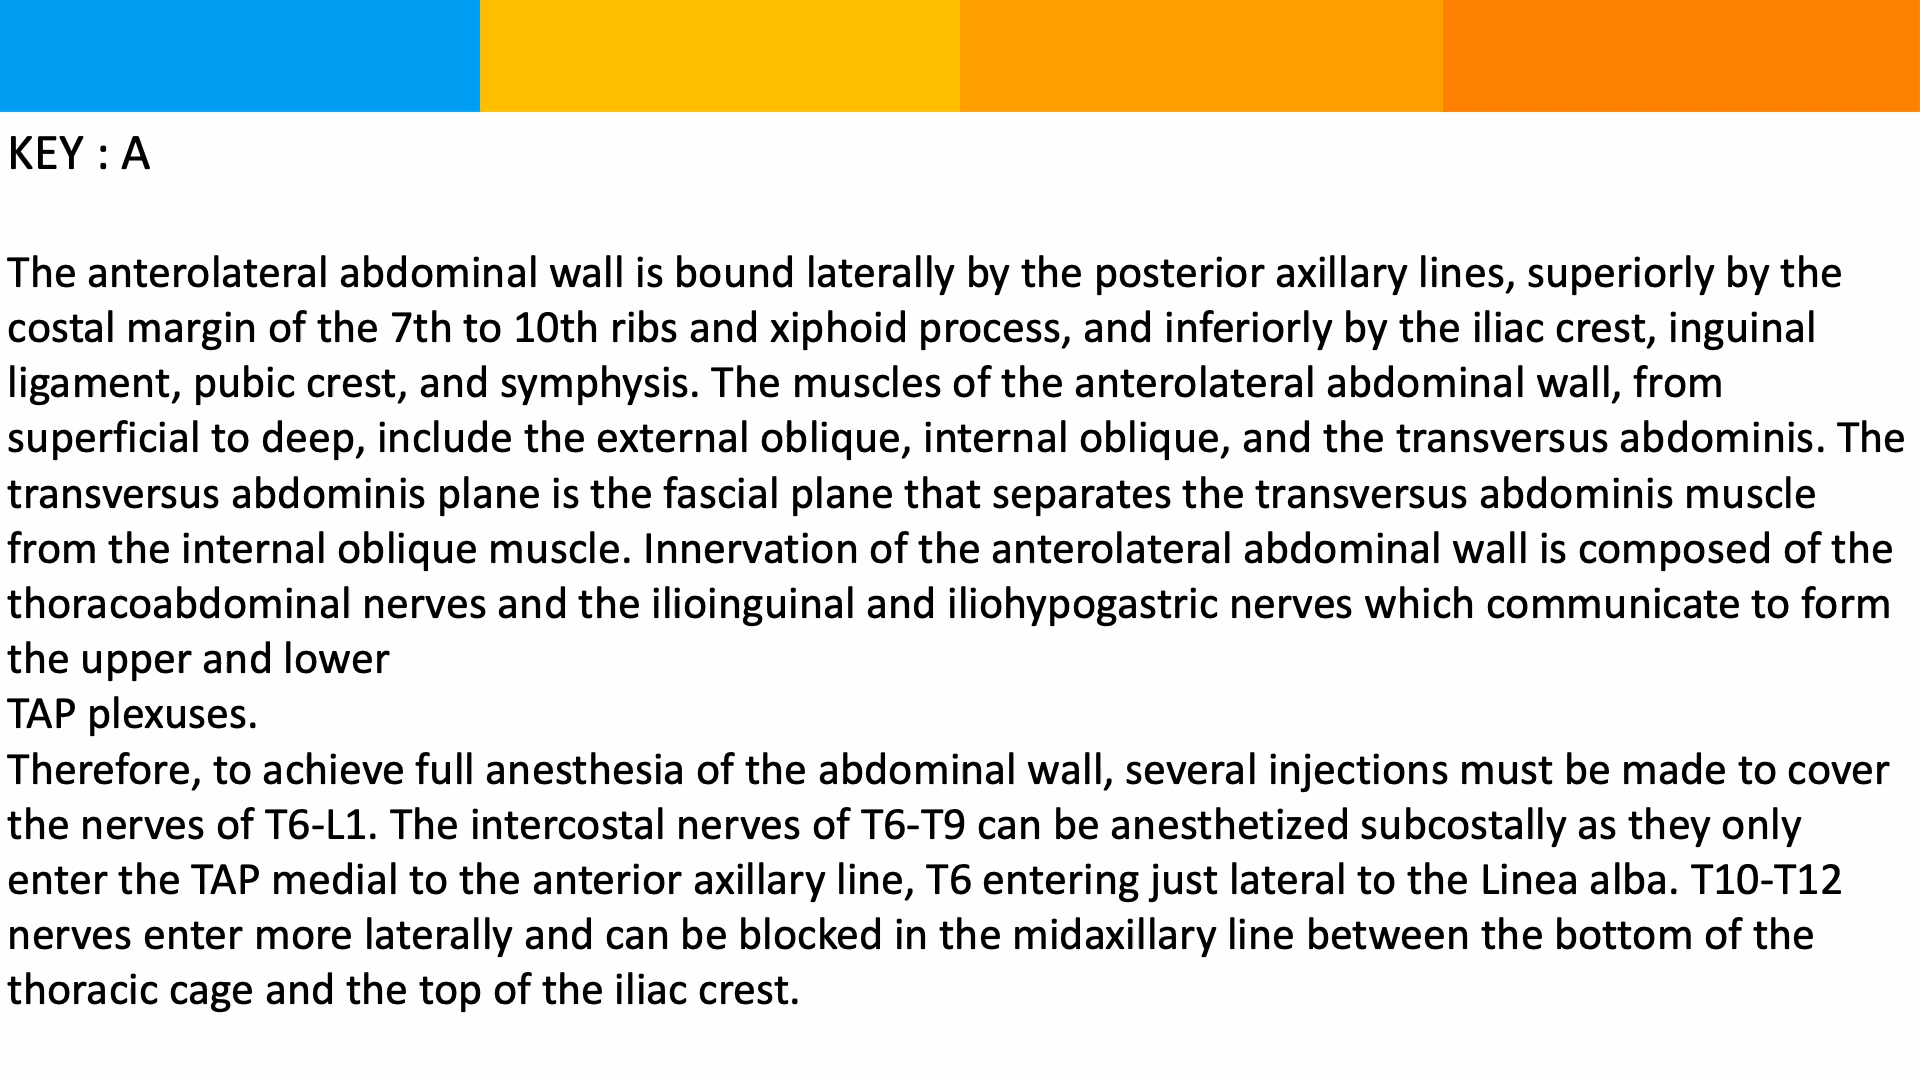 KEY : A
The anterolateral abdominal wall is bound laterally by the posterior axillary lines, superiorly by the
costal margin of the 7th to 10th ribs and xiphoid process, and inferiorly by the iliac crest, inguinal
ligament, pubic crest, and symphysis. The muscles of the anterolateral abdominal wall, from
superficial to deep, include the external oblique, internal oblique, and the transversus abdominis. The
transversus abdominis plane is the fascial plane that separates the transversus abdominis muscle
from the internal oblique muscle. Innervation of the anterolateral abdominal wall is composed of the
thoracoabdominal nerves and the ilioinguinal and iliohypogastric nerves which communicate to form
the upper and lower
TAP plexuses.
Therefore, to achieve full anesthesia of the abdominal wall, several injections must be made to cover
the nerves of T6-L1. The intercostal nerves of T6-T9 can be anesthetized subcostally as they only
enter the TAP medial to the anterior axillary line, T6 entering just lateral to the Linea alba. T10-T12
nerves enter more laterally and can be blocked in the midaxillary line between the bottom of the
thoracic cage and the top of the iliac crest.